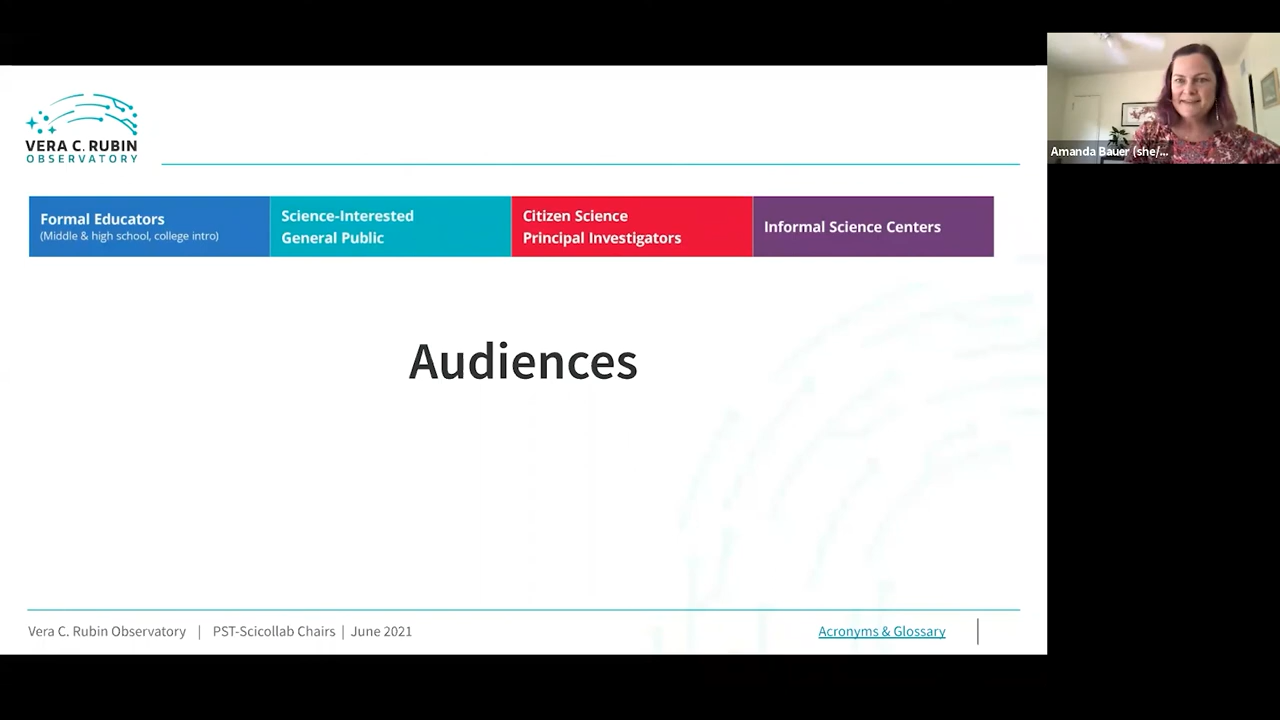 VERA C. RUBIN
OBSERVATORY
Amanda Bauer (she/...
Formal Educators
(Middle & high school, college intro)
Science-Interested
General Public
Citizen Science
Principal Investigators
Informal Science Centers
Audiences
Vera C. Rubin Observatory | PST-Scicollab Chairs | June 2021
Acronyms & Glossary